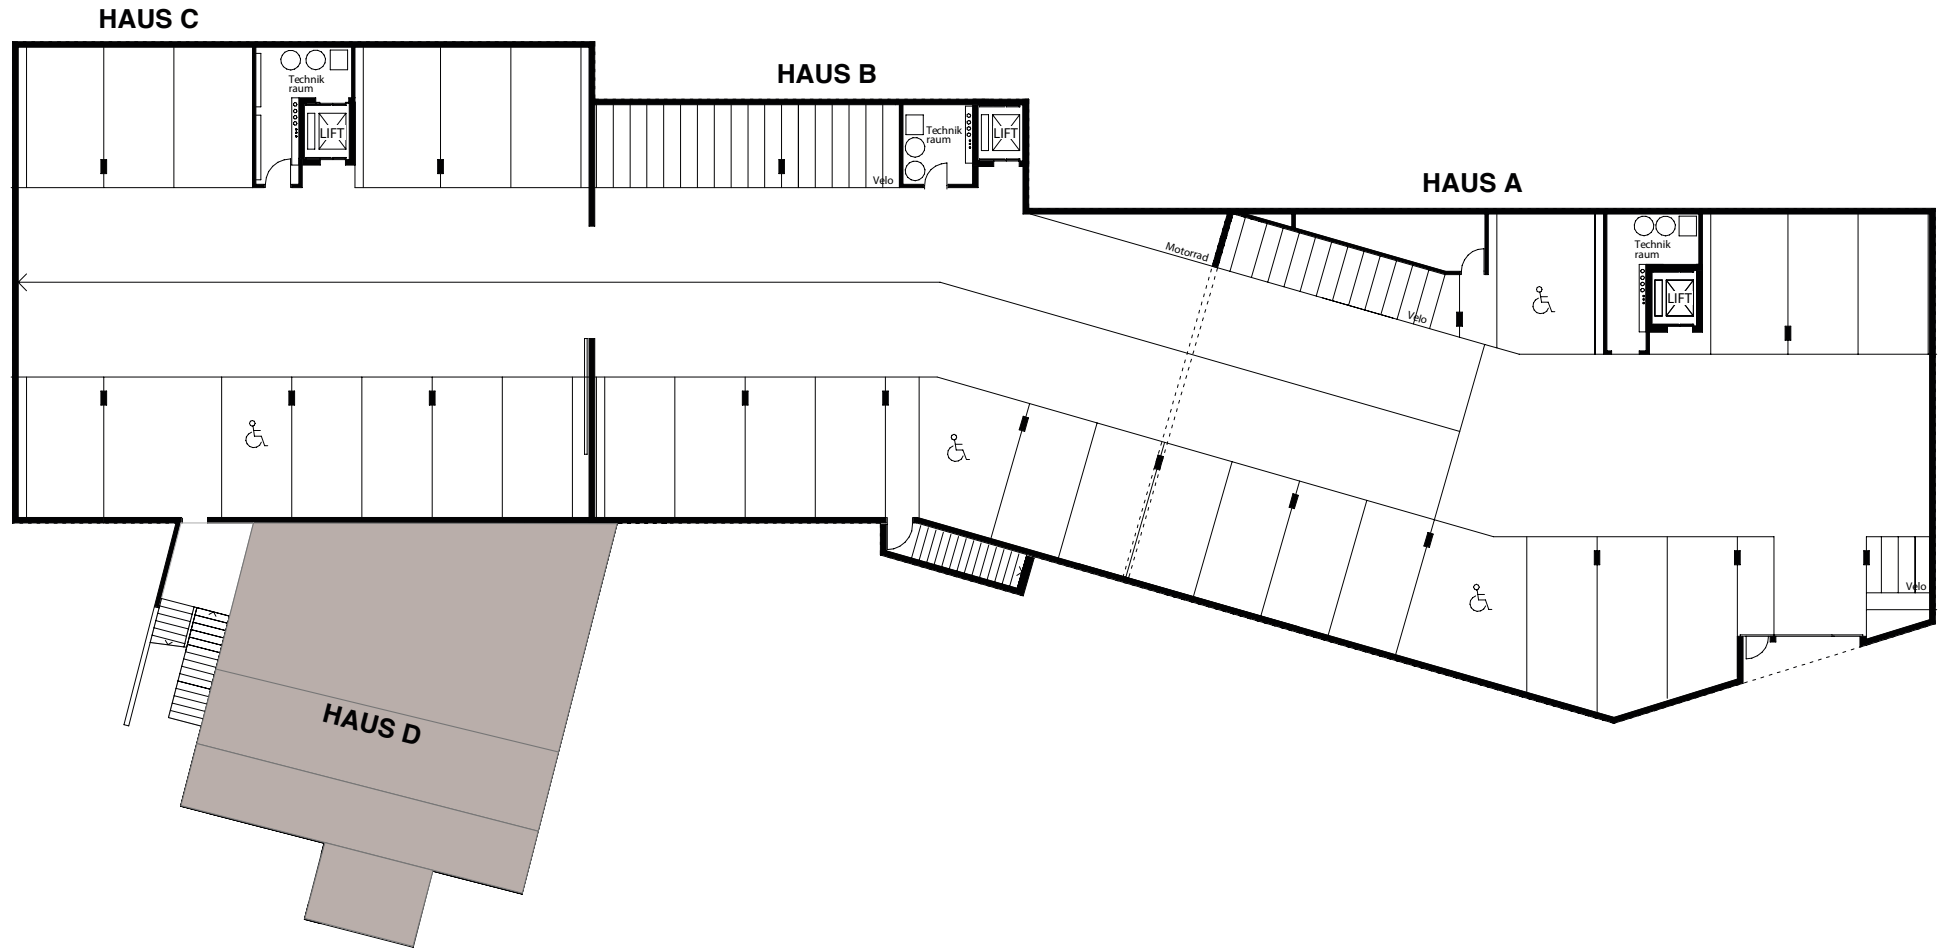 HAUS C
HAUS B
HAUS A
Technik
raum
LIFT
Velo
Technik
raum
LIFT
Motorrad
Velo
Technik
raum
LIFT
Velo
HAUS D